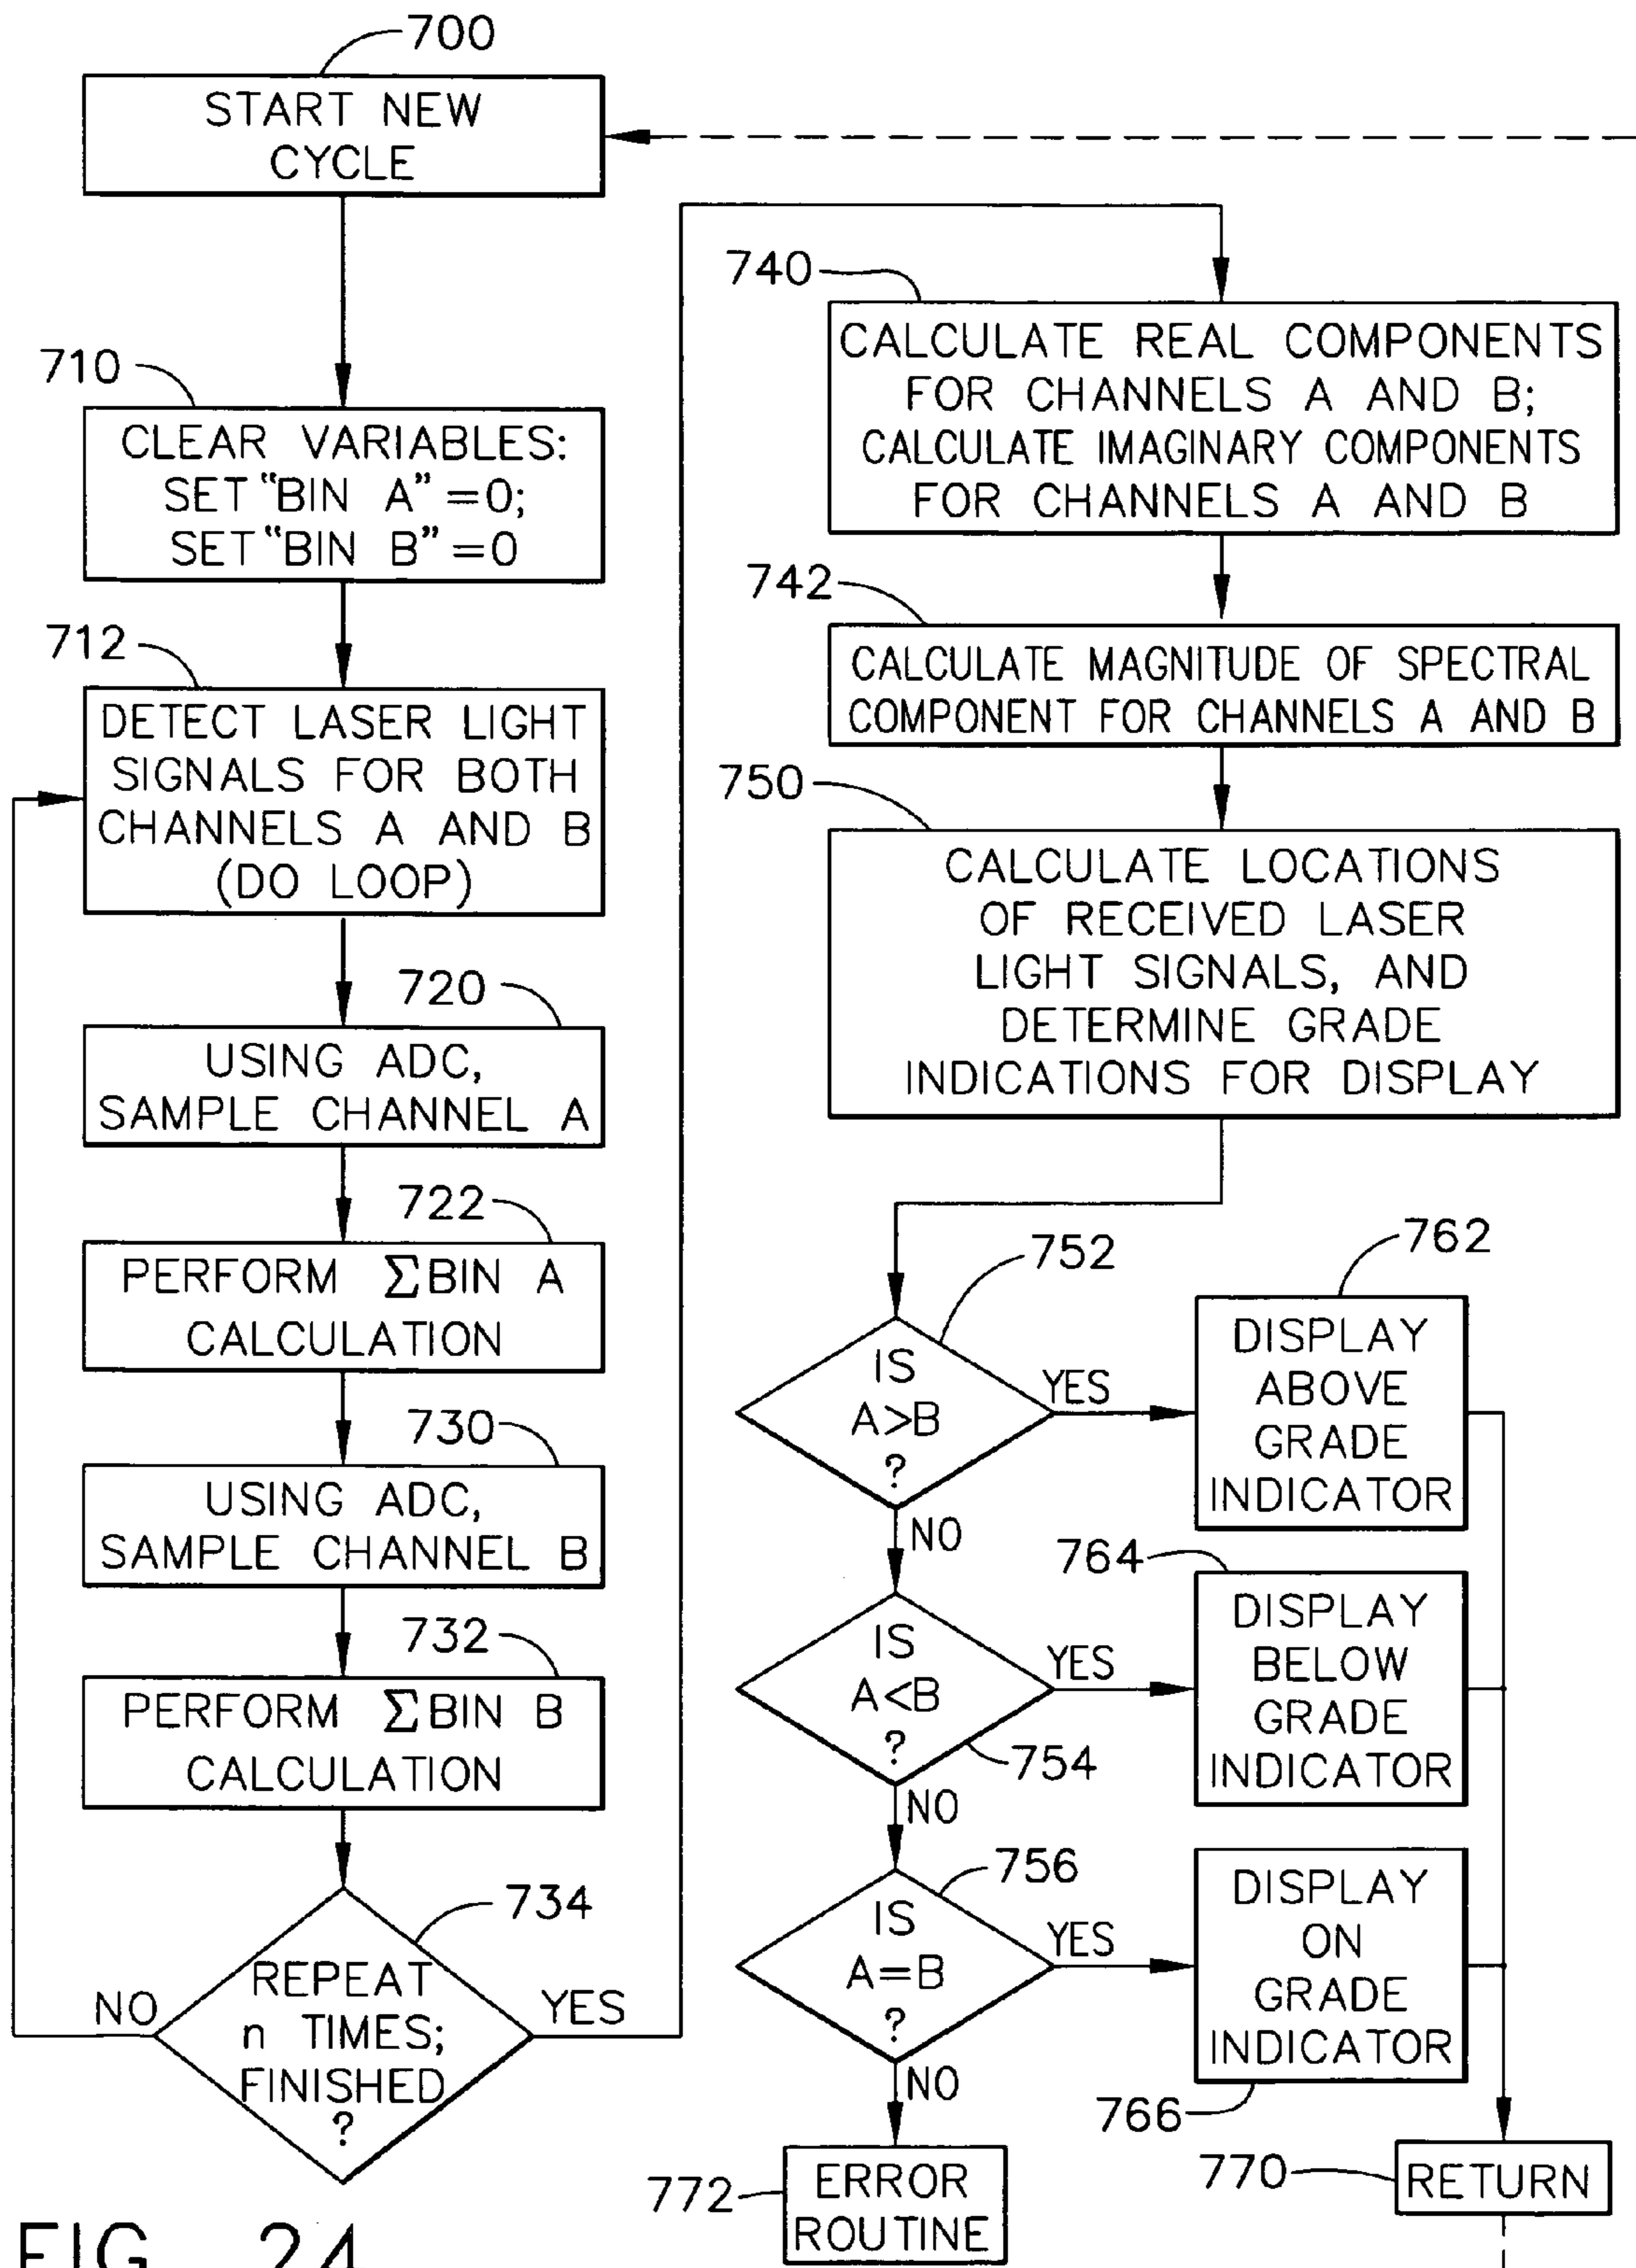 700
START NEW
CYCLE
710
CLEAR VARIABLES:
SET "BIN A" =0;
SET "BIN B" =0
712
DETECT LASER LIGHT
SIGNALS FOR BOTH
CHANNELS A AND B
(DO LOOP)
720
USING ADC,
SAMPLE CHANNEL A
722
PERFORM ΣBIN A
CALCULATION
730
USING ADC,
SAMPLE CHANNEL B
732
PERFORM ΣBIN B
CALCULATION
734
REPEAT
n TIMES;
FINISHED
?
NO
YES
740
CALCULATE REAL COMPONENTS
FOR CHANNELS A AND B;
CALCULATE IMAGINARY COMPONENTS
FOR CHANNELS A AND B
742
CALCULATE MAGNITUDE OF SPECTRAL
COMPONENT FOR CHANNELS A AND B
750
CALCULATE LOCATIONS
OF RECEIVED LASER
LIGHT SIGNALS, AND
DETERMINE GRADE
INDICATIONS FOR DISPLAY
752
IS
A>B
?
YES
NO
762
DISPLAY
ABOVE
GRADE
INDICATOR
754
IS
A<B
?
YES
NO
764
DISPLAY
BELOW
GRADE
INDICATOR
756
IS
A=B
?
YES
NO
766
DISPLAY
ON
GRADE
INDICATOR
772
ERROR
ROUTINE
770
RETURN
FIG. 24